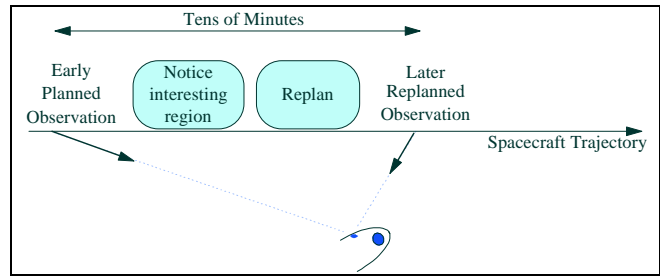 Tens of Minutes
Early
Planned
Observation
Notice
interesting
region
Replan
Later
Replanned
Observation
Spacecraft Trajectory